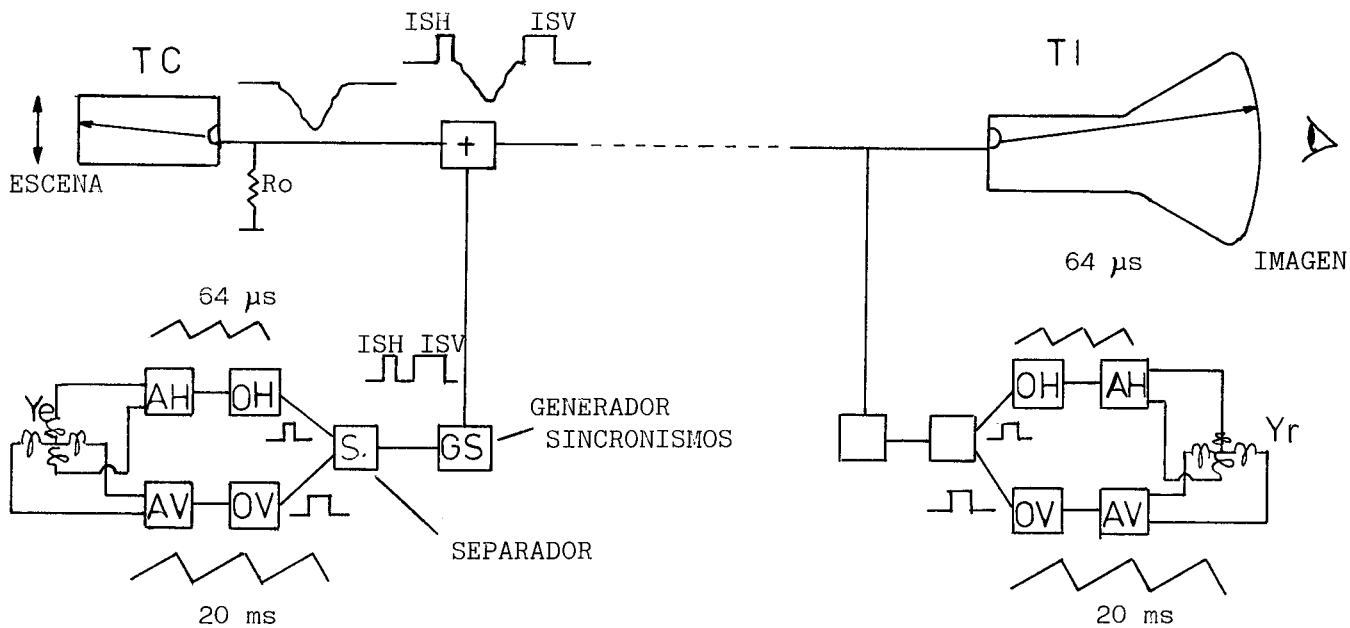 ISH ISV
TC
TI
ESCENA
+
Ro
64 µs
IMAGEN
64 µs
ISH ISV
Ye
AH
OH
GENERADOR
SINCRONISMOS
S.
GS
AV
OV
SEPARADOR
20 ms
OH
AH
Yr
OV
AV
20 ms